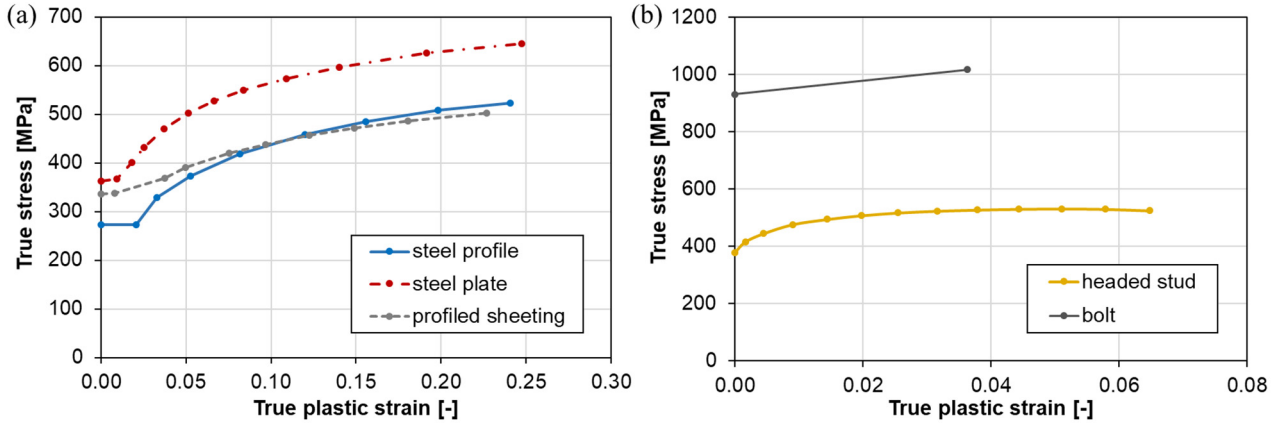 (a)
700
600
500
400
300
200
100
0
True stress [MPa]
steel profile
steel plate
profiled sheeting
0.00 0.05 0.10 0.15 0.20 0.25 0.30
True plastic strain [-]
(b)
1200
1000
800
600
400
200
0
True stress [MPa]
headed stud
bolt
0.00 0.02 0.04 0.06 0.08
True plastic strain [-]